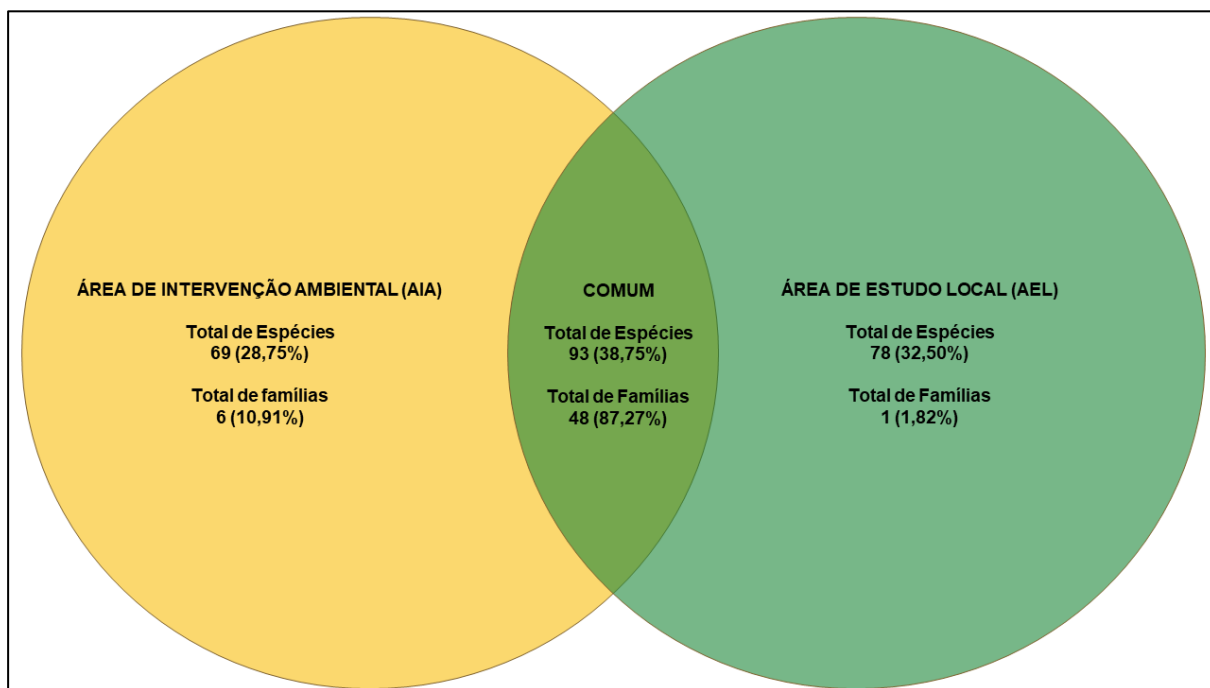 ÁREA DE INTERVENÇÃO AMBIENTAL (AIA)
Total de Espécies
69 (28,75%)
Total de famílias
6 (10,91%)
COMUM
Total de Espécies
93 (38,75%)
Total de Famílias
48 (87,27%)
ÁREA DE ESTUDO LOCAL (AEL)
Total de Espécies
78 (32,50%)
Total de Famílias
1 (1,82%)